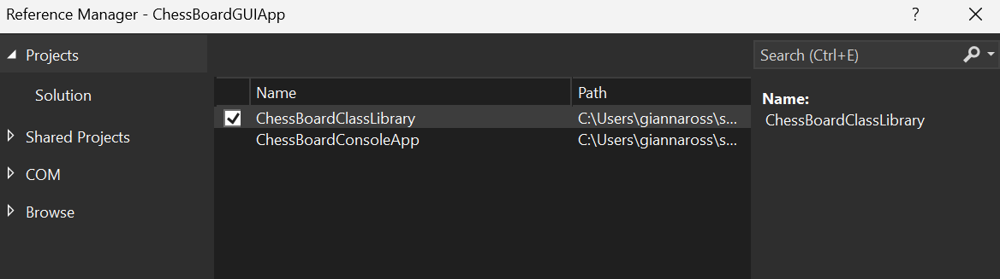 Reference Manager - ChessBoardGUIApp
? 
Projects
Search (Ctrl+E)
Solution
Name Path
Name:
ChessBoardClassLibrary C:\Users\giannaross\s...
ChessBoardClassLibrary
Shared Projects
ChessBoardConsoleApp C:\Users\giannaross\s...
COM
Browse